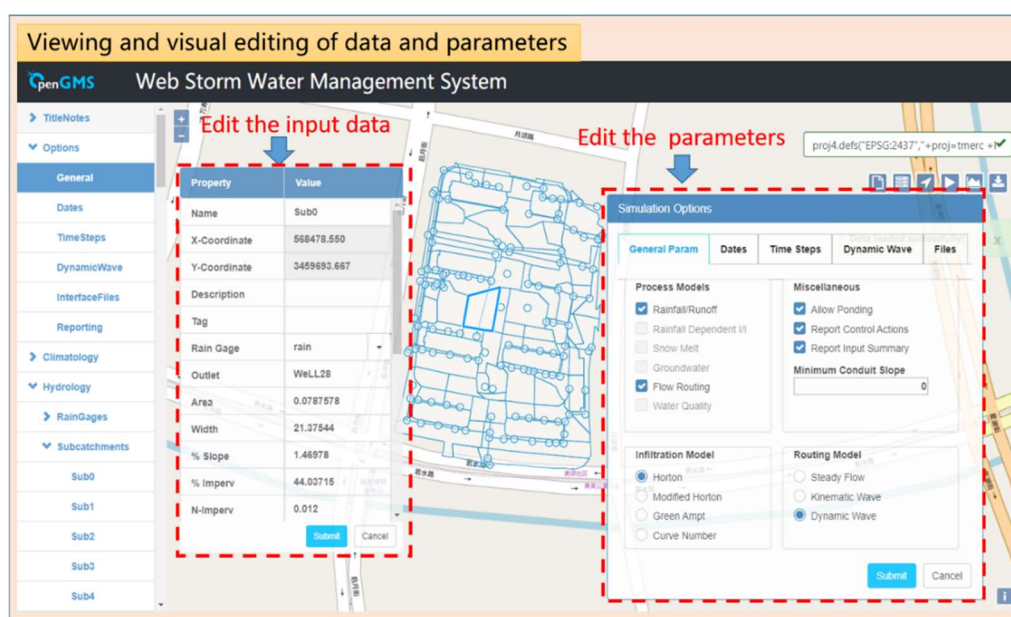 Viewing and visual editing of data and parameters
OpenGMS Web Storm Water Management System
TitleNotes
Options
General
Dates
TimeSteps
DynamicWave
InterfaceFiles
Reporting
Climatology
Hydrology
RainGages
Subcatchments
Sub0
Sub1
Sub2
Sub3
Sub4
+
-
Edit the input data
Property Value
Name Sub0
X-Coordinate 568478.550
Y-Coordinate 3459693.667
Description
Tag
Rain Gage rain
Outlet WeLL28
Area 0.0787578
Width 21.37544
% Slope 1.46978
% Imperv 44.03715
N-Imperv 0.012
Submit Cancel
Edit the parameters
proj4.defs("EPSG:2437","+proj=tmerc +l
Data loaded successfully! X
Simulation Options
General Param Dates Time Steps Dynamic Wave Files
Process Models
Rainfall/Runoff
Rainfall Dependent I/I
Snow Melt
Groundwater
Flow Routing
Water Quality
Miscellaneous
Allow Ponding
Report Control Actions
Report Input Summary
Minimum Conduit Slope
0
Infiltration Model
Horton
Modified Horton
Green Ampt
Curve Number
Routing Model
Steady Flow
Kinematic Wave
Dynamic Wave
Submit Cancel
i